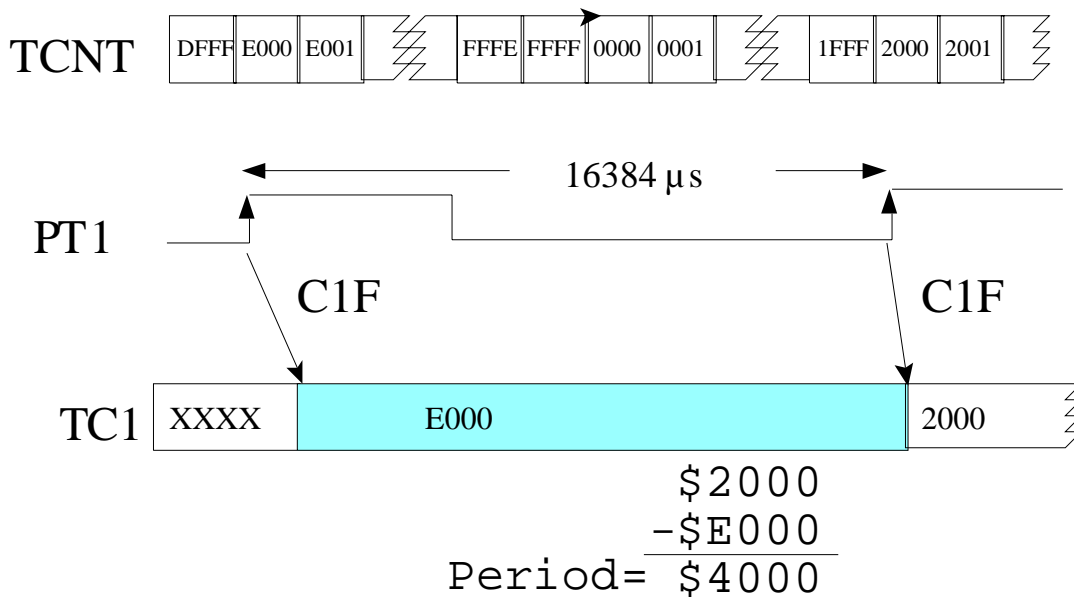 TCNT DFFF E000 E001 FFFE FFFF 0000 0001 1FFF 2000 2001
16384 µs
PT1
C1F C1F
TC1 XXXX E000 2000
$2000
-$E000
Period= $4000